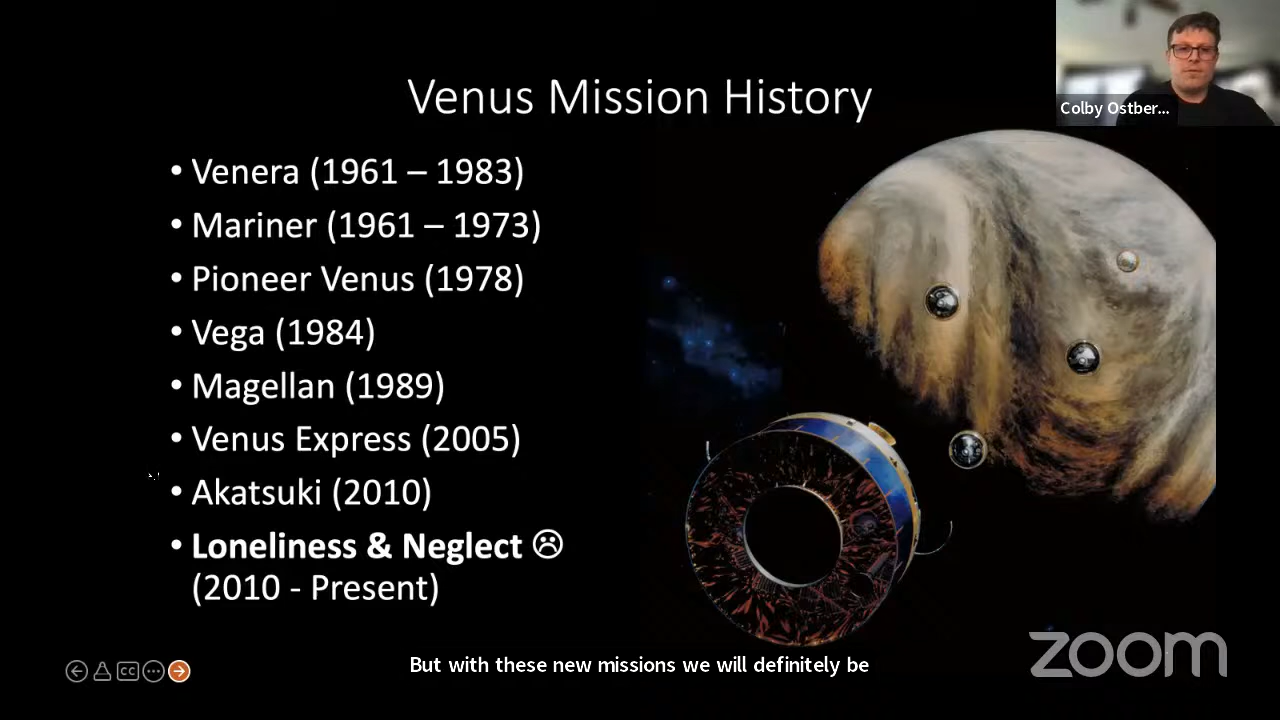 Venus Mission History
Colby Ostber...
• Venera (1961 – 1983)
• Mariner (1961 – 1973)
• Pioneer Venus (1978)
• Vega (1984)
• Magellan (1989)
• Venus Express (2005)
• Akatsuki (2010)
• Loneliness & Neglect ☹
(2010 - Present)
CC
But with these new missions we will definitely be
zoom